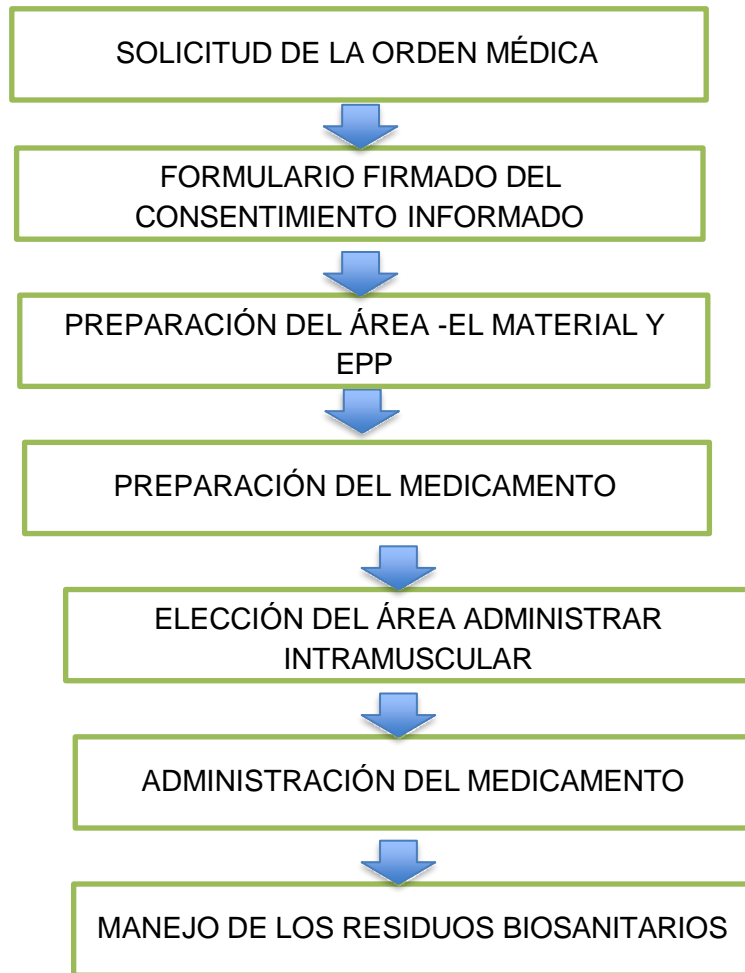 SOLICITUD DE LA ORDEN MÉDICA
FORMULARIO FIRMADO DEL
CONSENTIMIENTO INFORMADO
PREPARACIÓN DEL ÁREA -EL MATERIAL Y
EPP
PREPARACIÓN DEL MEDICAMENTO
ELECCIÓN DEL ÁREA ADMINISTRAR
INTRAMUSCULAR
ADMINISTRACIÓN DEL MEDICAMENTO
MANEJO DE LOS RESIDUOS BIOSANITARIOS